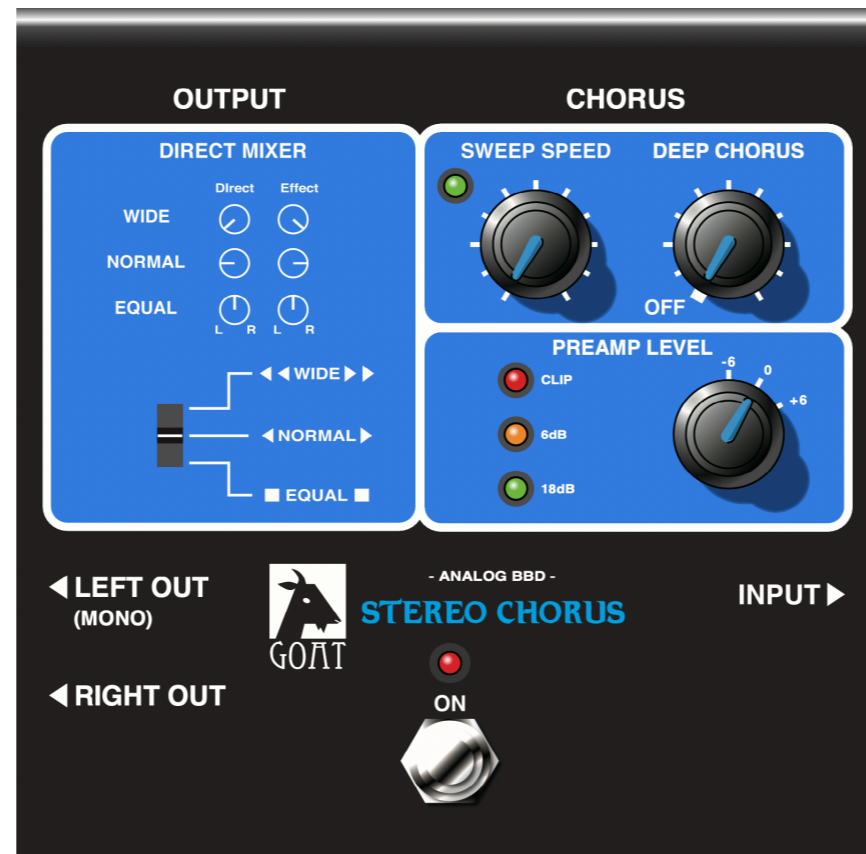 OUTPUT
CHORUS
DIRECT MIXER
DIrect Effect
WIDE
NORMAL
EQUAL
L R L R
◀◀WIDE▶▶
◀NORMAL▶
■ EQUAL ■
SWEEP SPEED
DEEP CHORUS
OFF
PREAMP LEVEL
-6
0
+6
CLIP
6dB
18dB
◀LEFT OUT
(MONO)
◀RIGHT OUT
GOAT
- ANALOG BBD -
STEREO CHORUS
ON
INPUT▶